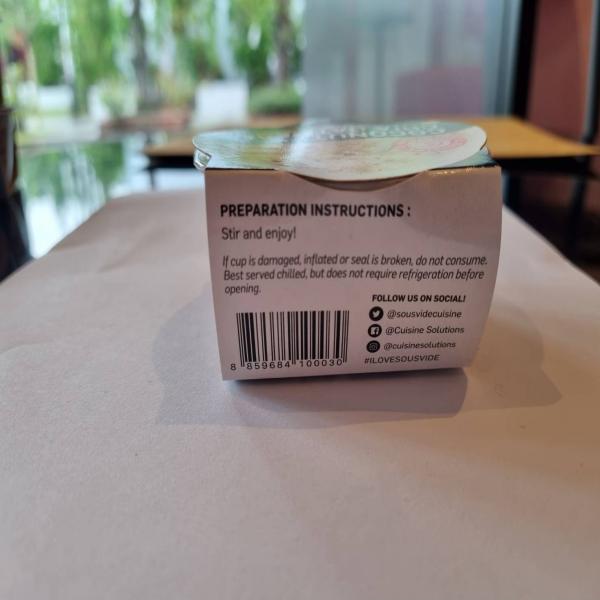 PREPARATION INSTRUCTIONS :
Stir and enjoy!
If cup is damaged, inflated or seal is broken, do not consume.
Best served chilled, but does not require refrigeration before
opening.
FOLLOW US ON SOCIAL!
@sousvidecuisine
@Cuisine Solutions
@cuisinesolutions
#ILOVESOUSVIDE
8 859684 100030